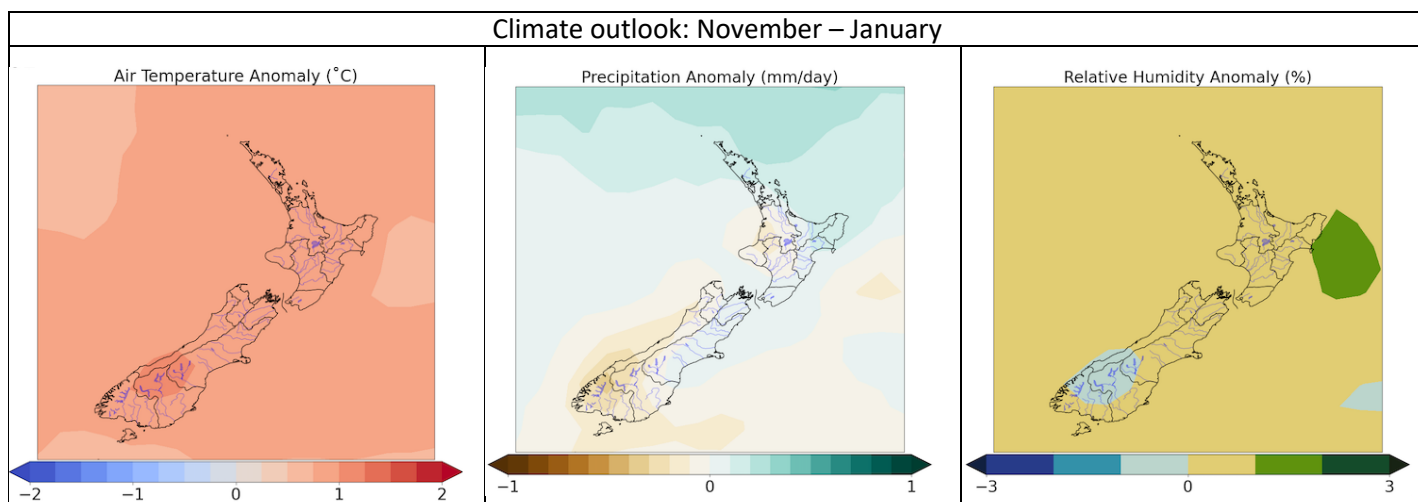 Climate outlook: November – January
Air Temperature Anomaly (˚C)
Precipitation Anomaly (mm/day)
Relative Humidity Anomaly (%)
−2 −1 0 1 2
−1 0 1
−3 0 3